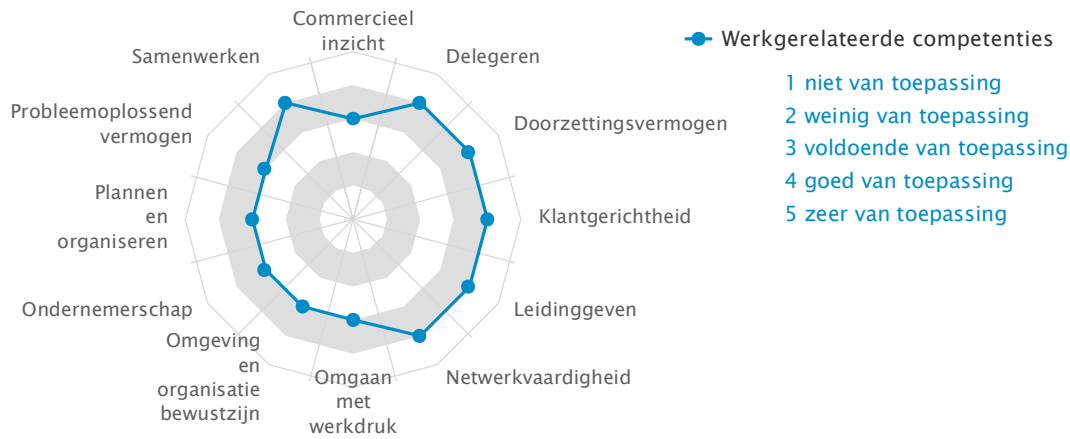 Commercieel
inzicht
Delegeren
Doorzettingsvermogen
Klantgerichtheid
Leidinggeven
Netwerkvaardigheid
Omgaan
met
werkdruk
Omgeving
en
organisatie
bewustzijn
Ondernemerschap
Plannen
en
organiseren
Probleemoplossend
vermogen
Samenwerken
Werkgerelateerde competenties
1 niet van toepassing
2 weinig van toepassing
3 voldoende van toepassing
4 goed van toepassing
5 zeer van toepassing